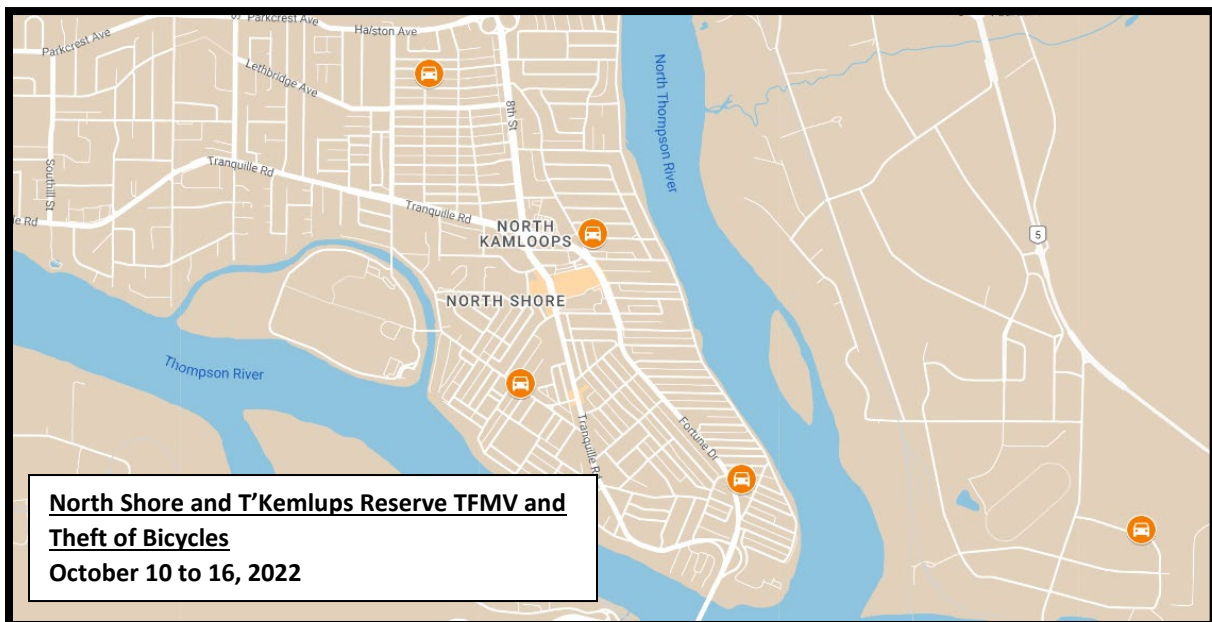 Parkcrest Ave
Halston Ave
Parkcrest Ave
Lethbridge Ave
8th St
North Thompson River
Southill St
Tranquille Rd
Tranquille Rd
le Rd
NORTH
KAMLOOPS
5
NORTH SHORE
Thompson River
Tranquille Rd
Fortune Dr
North Shore and T’Kemlups Reserve TFMV and
Theft of Bicycles
October 10 to 16, 2022